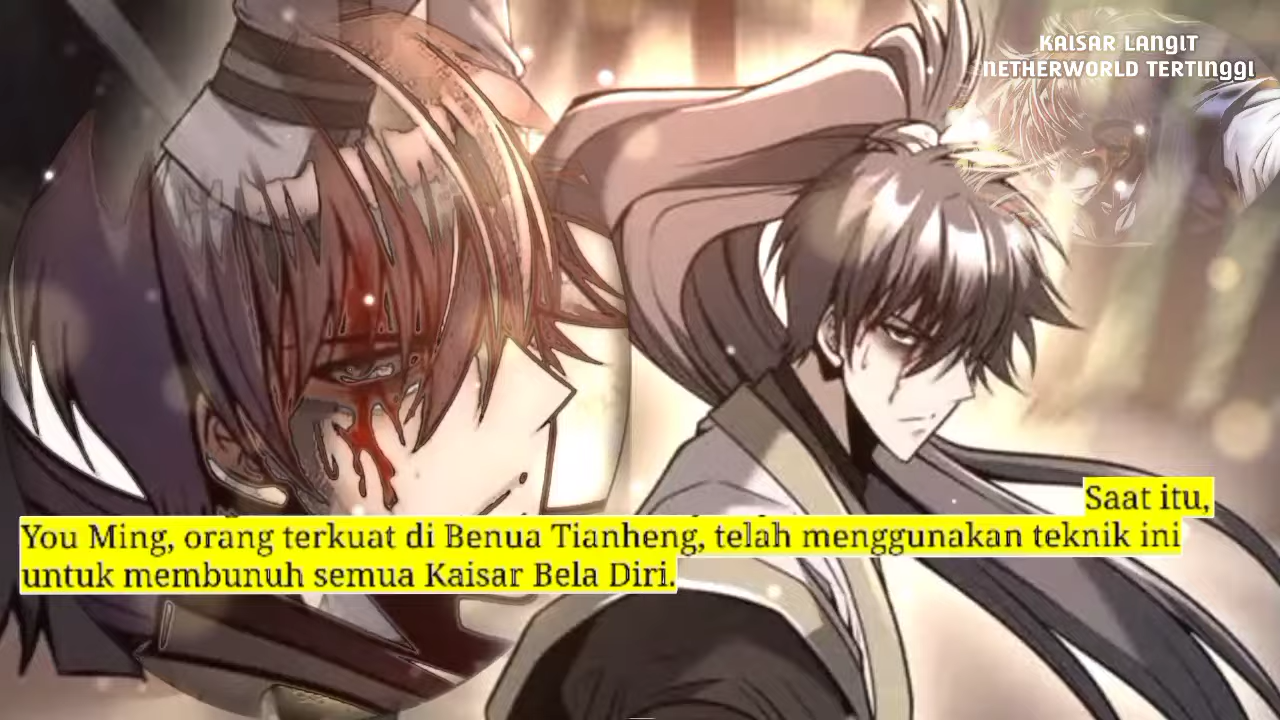 KAISAR LANGIT
NETHERWORLD TERTINGGI
Saat itu,
You Ming, orang terkuat di Benua Tianheng, telah menggunakan teknik ini
untuk membunuh semua Kaisar Bela Diri.